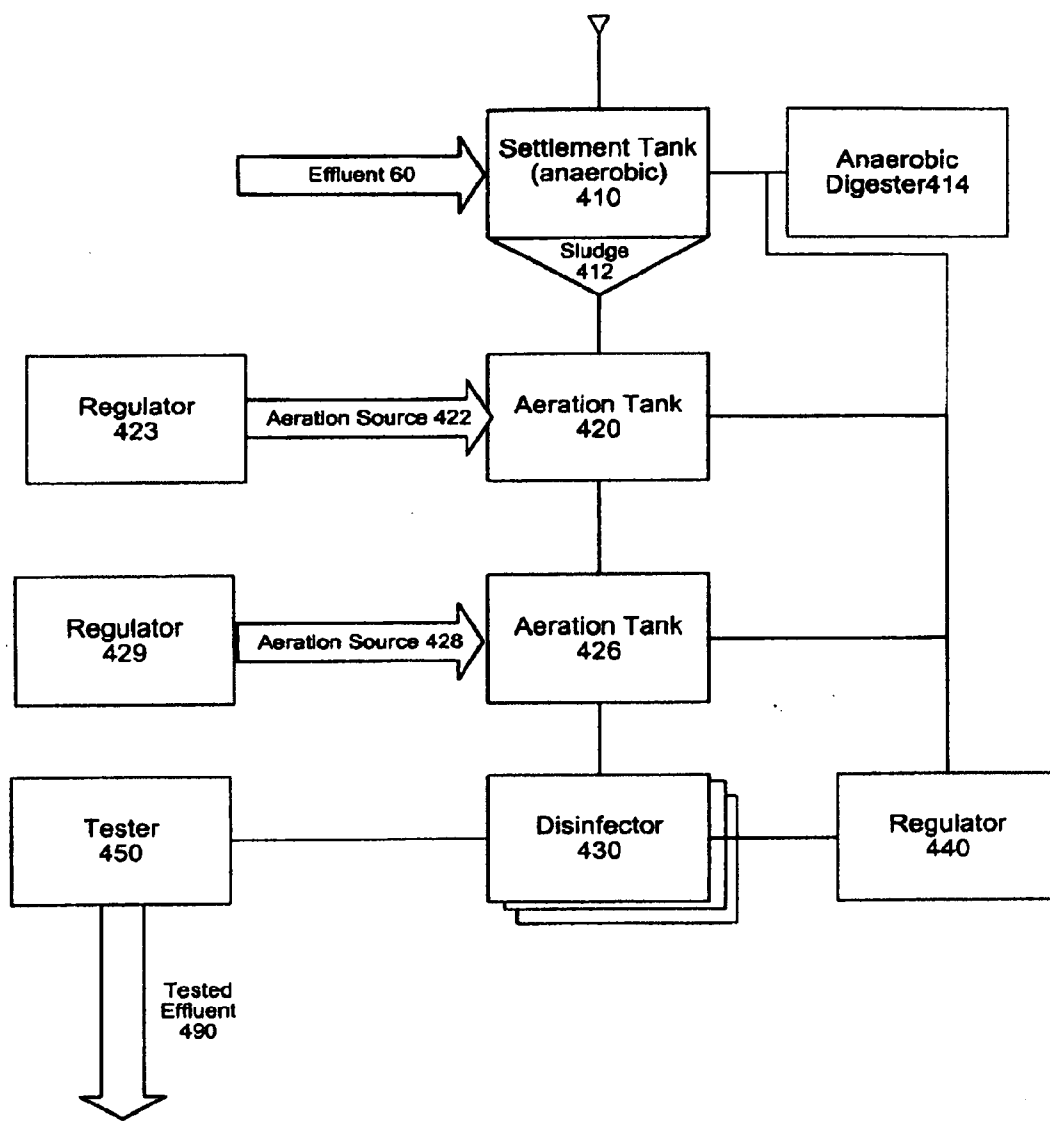 Settlement Tank
(anaerobic)
410
Effluent 60
Anaerobic
Digester414
Sludge
412
Regulator
423
Aeration Source 422
Aeration Tank
420
Regulator
429
Aeration Source 428
Aeration Tank
426
Tester
450
Disinfector
430
Regulator
440
Tested
Effluent
490